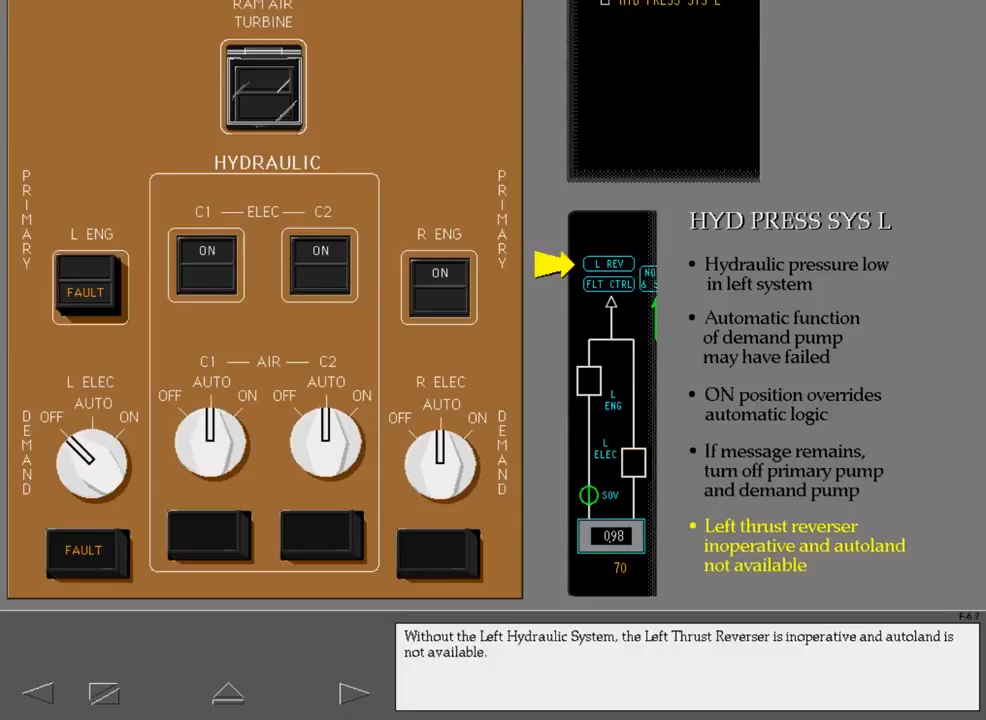 RAM AIR
TURBINE
HYD PRESS SYS L
HYDRAULIC
PRIMARY
PRIMARY
C1 ELEC C2
L ENG
R ENG
ON
ON
ON
FAULT
C1 AIR C2
L ELEC
R ELEC
OFF AUTO ON
OFF AUTO ON
OFF AUTO ON
OFF AUTO ON
DEMAND
DEMAND
FAULT
L REV
FLT CTRL
NO
& S
L
ENG
L
ELEC
SOV
0.98
70
HYD PRESS SYS L
• Hydraulic pressure low
in left system
• Automatic function
of demand pump
may have failed
• ON position overrides
automatic logic
• If message remains,
turn off primary pump
and demand pump
• Left thrust reverser
inoperative and autoland
not available
F-6.7
Without the Left Hydraulic System, the Left Thrust Reverser is inoperative and autoland is
not available.